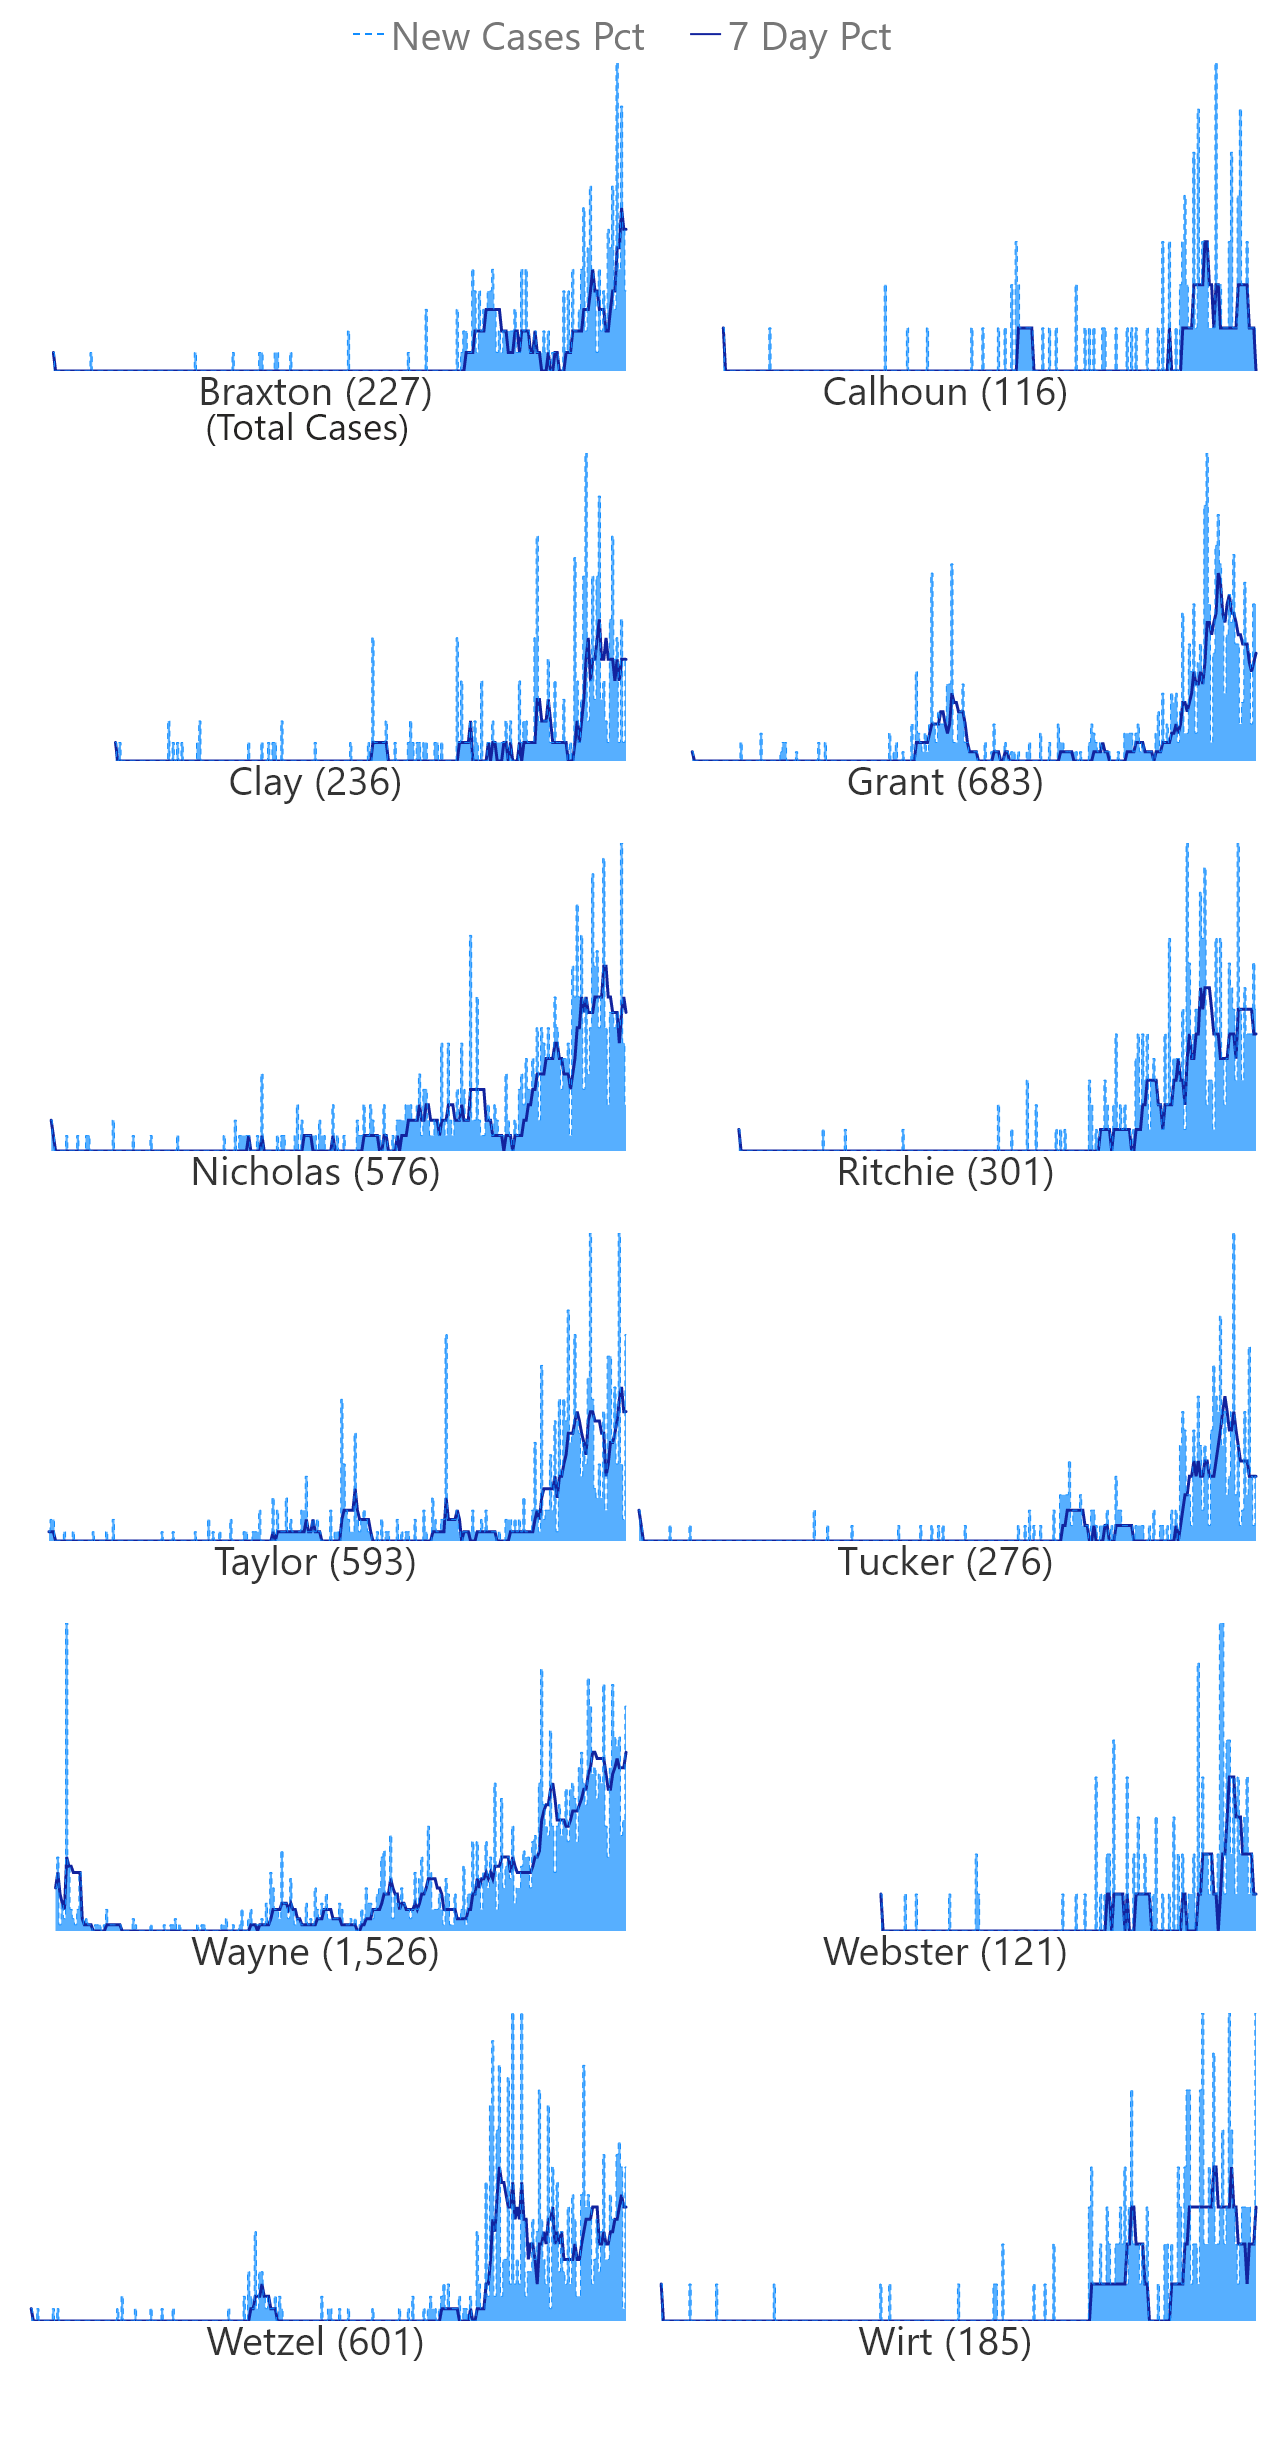 New Cases Pct 7 Day Pct
Braxton (227) Calhoun (116)
(Total Cases)
Clay (236) Grant (683)
Nicholas (576) Ritchie (301)
Taylor (593) Tucker (276)
Wayne (1,526) Webster (121)
Wetzel (601) Wirt (185)